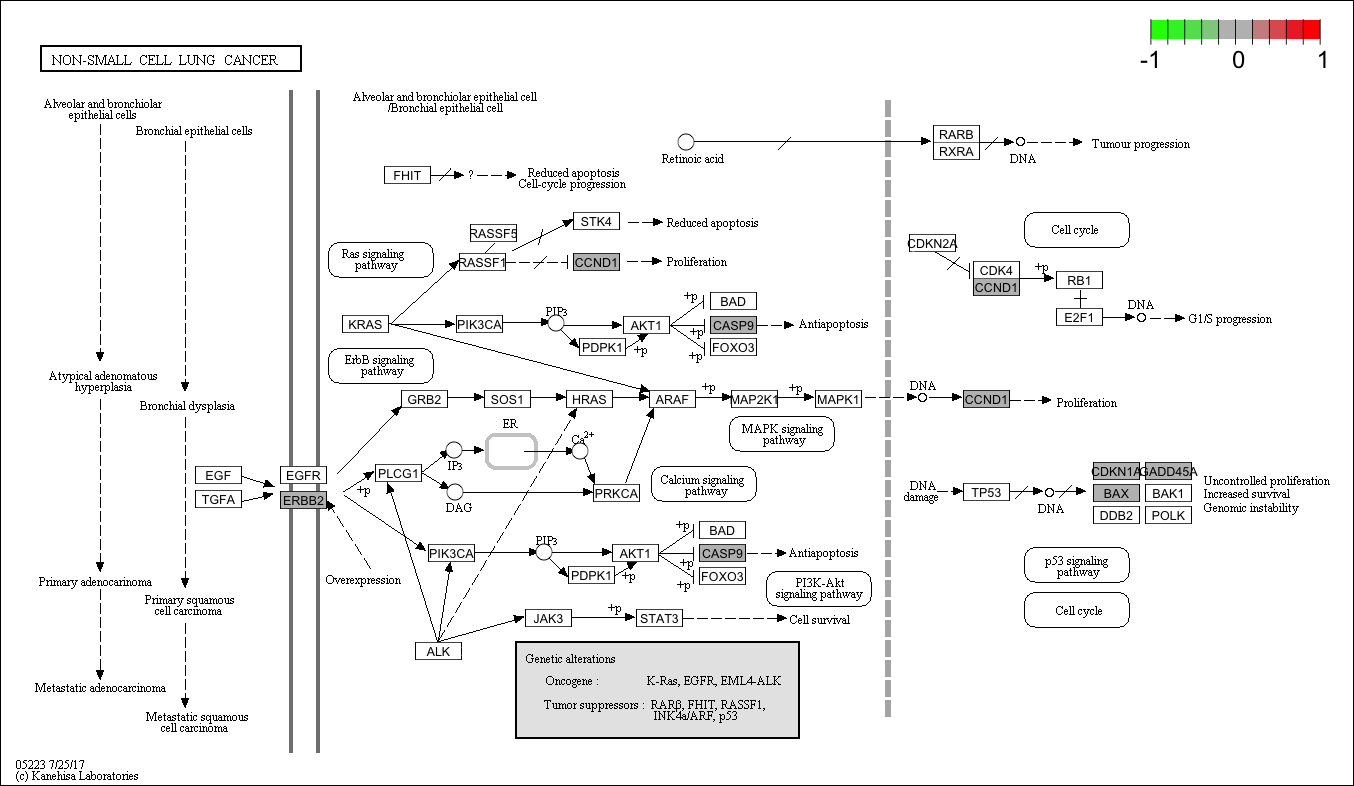 -1 0 1
NON-SMALL CELL LUNG CANCER
Alveolar and bronchiolar
epithelial cells
Bronchial epithelial cells
Alveolar and bronchiolar epithelial cell
/Bronchial epithelial cell
Retinoic acid
RARB
RXRA
DNA
Tumour progression
FHIT
?
Reduced apoptosis
Cell-cycle progression
RASSF5
STK4
Reduced apoptosis
Ras signaling
pathway
RASSF1
CCND1
Proliferation
CDKN2A
Cell cycle
CDK4
CCND1
+p
RB1
E2F1
DNA
G1/S progression
KRAS
PIK3CA
PIP3
PDPK1
+p
AKT1
+p
+p
+p
BAD
CASP9
FOXO3
Antiapoptosis
ErbB signaling
pathway
Atypical adenomatous
hyperplasia
Bronchial dysplasia
GRB2
SOS1
HRAS
ARAF
+p
MAP2K1
+p
MAPK1
DNA
CCND1
Proliferation
MAPK signaling
pathway
ER
IP3
Ca2+
EGF
TGFA
EGFR
ERBB2
+p
PLCG1
DAG
PRKCA
Calcium signaling
pathway
DNA
damage
TP53
DNA
CDKN1A
GADD45A
BAX
BAK1
DDB2
POLK
Uncontrolled proliferation
Increased survival
Genomic instability
Overexpression
PIK3CA
PIP3
PDPK1
+p
AKT1
+p
+p
+p
BAD
CASP9
FOXO3
Antiapoptosis
PI3K-Akt
signaling pathway
p53 signaling
pathway
Cell cycle
Primary adenocarinoma
Primary squamous
cell carcinoma
JAK3
+p
STAT3
Cell survival
ALK
Genetic alterations
Oncogene : K-Ras, EGFR, EML4-ALK
Tumor suppressors : RARβ, FHIT, RASSF1,
INK4a/ARF, p53
Metastatic adenocarcinoma
Metastatic squamous
cell carcinoma
05223 7/25/17
(c) Kanehisa Laboratories